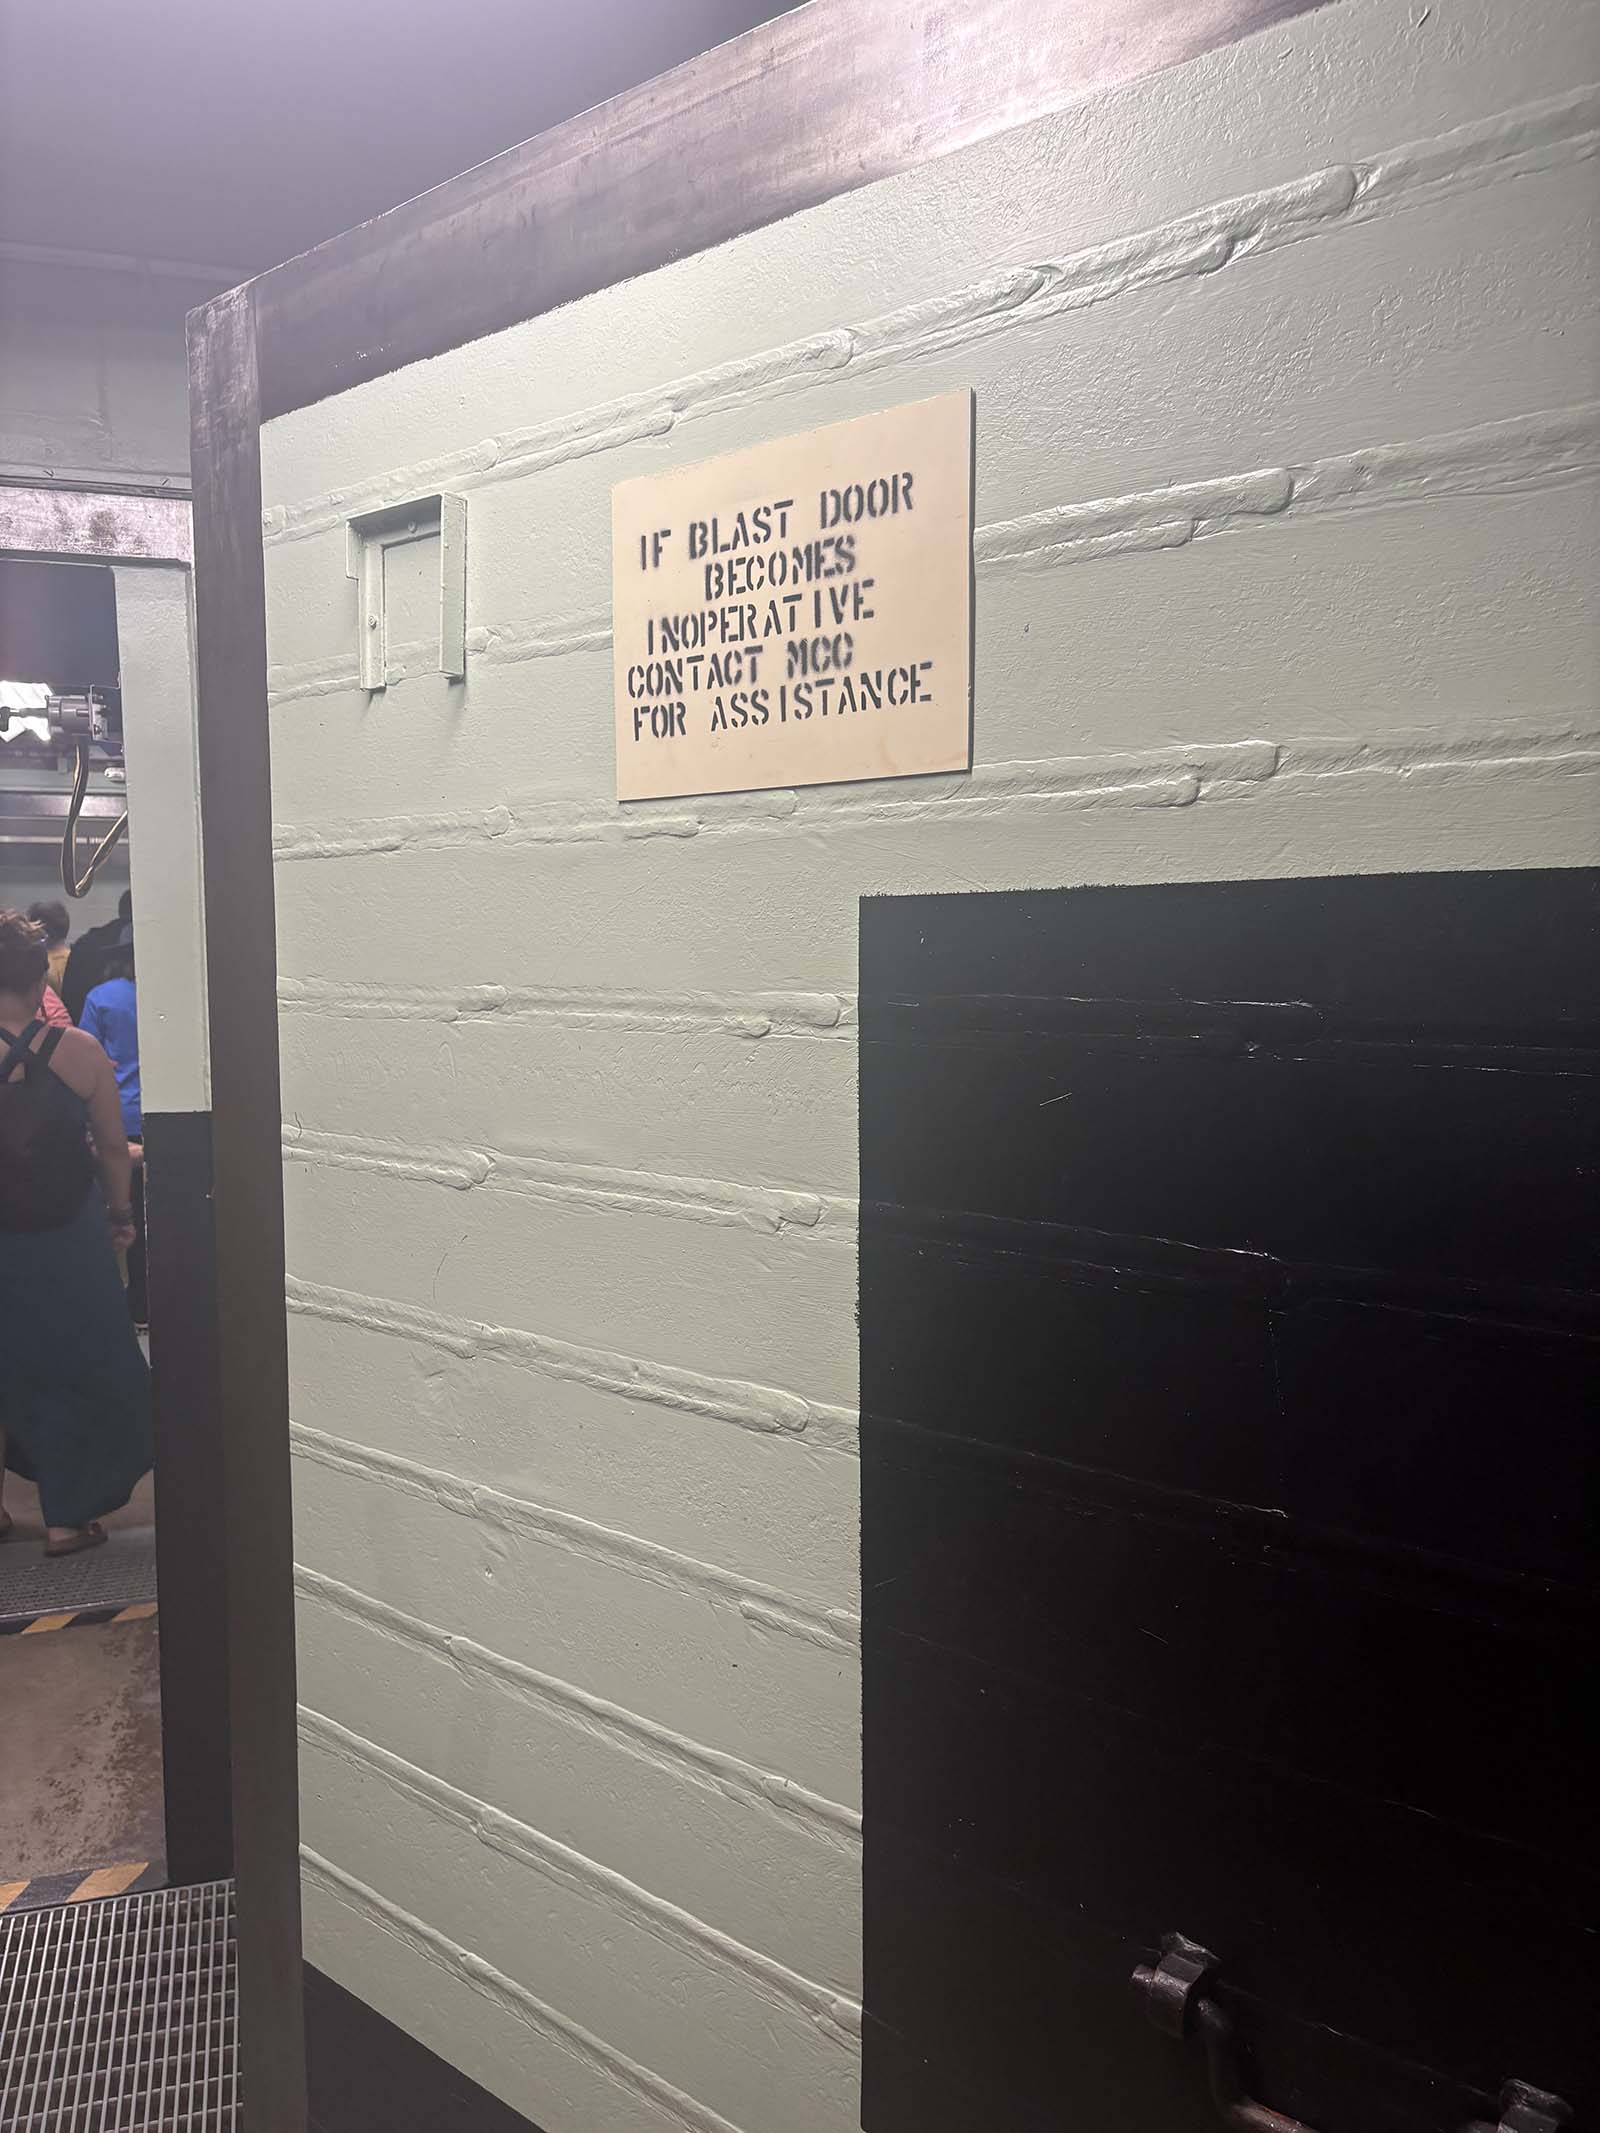 IF BLAST DOOR
BECOMES
INOPERATIVE
CONTACT MCC
FOR ASSISTANCE